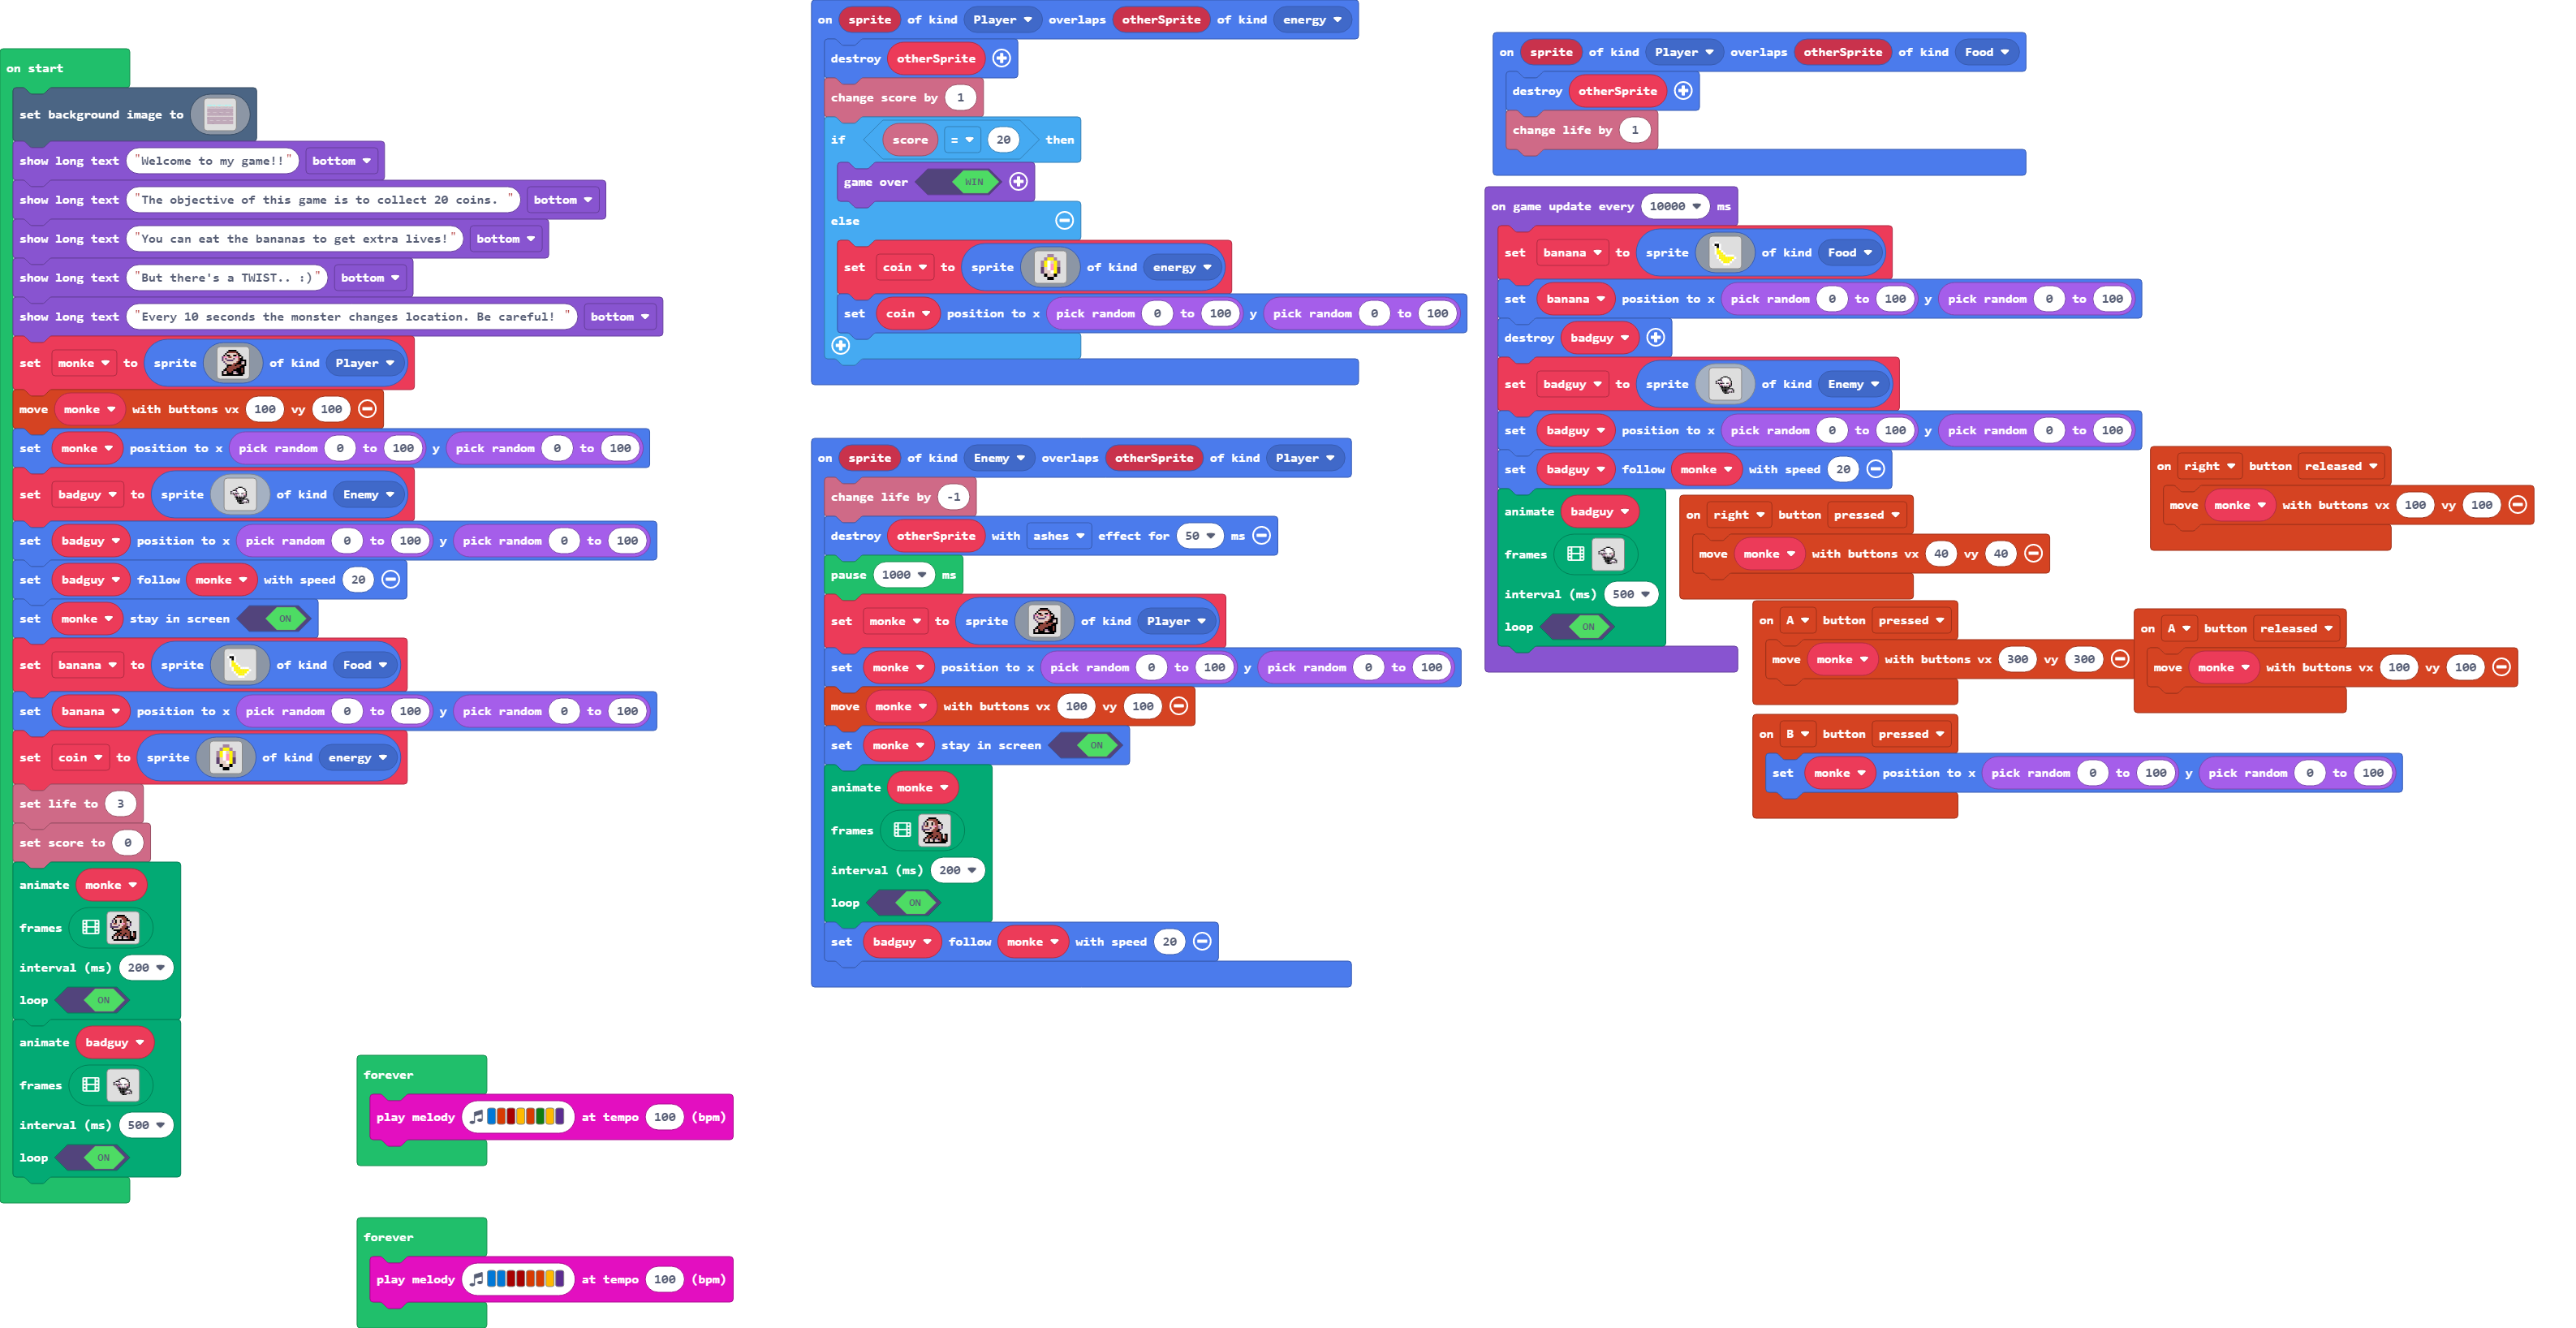 on start
set background image to
show long text "Welcome to my game!!" bottom
show long text "The objective of this game is to collect 20 coins. " bottom
show long text "You can eat the bananas to get extra lives!" bottom
show long text "But there's a TWIST.. :)" bottom
show long text "Every 10 seconds the monster changes location. Be careful! " bottom
set monke to sprite of kind Player
move monke with buttons vx 100 vy 100
set monke position to x pick random 0 to 100 y pick random 0 to 100
set badguy to sprite of kind Enemy
set badguy position to x pick random 0 to 100 y pick random 0 to 100
set badguy follow monke with speed 20
set monke stay in screen ON
set banana to sprite of kind Food
set banana position to x pick random 0 to 100 y pick random 0 to 100
set coin to sprite of kind energy
set life to 3
set score to 0
animate monke
frames
interval (ms) 200
loop ON
animate badguy
frames
interval (ms) 500
loop ON
forever
play melody at tempo 100 (bpm)
forever
play melody at tempo 100 (bpm)
on sprite of kind Player overlaps otherSprite of kind energy
destroy otherSprite
change score by 1
if score = 20 then
game over WIN
else
set coin to sprite of kind energy
set coin position to x pick random 0 to 100 y pick random 0 to 100
on sprite of kind Enemy overlaps otherSprite of kind Player
change life by -1
destroy otherSprite with ashes effect for 50 ms
pause 1000 ms
set monke to sprite of kind Player
set monke position to x pick random 0 to 100 y pick random 0 to 100
move monke with buttons vx 100 vy 100
set monke stay in screen ON
animate monke
frames
interval (ms) 200
loop ON
set badguy follow monke with speed 20
on sprite of kind Player overlaps otherSprite of kind Food
destroy otherSprite
change life by 1
on game update every 10000 ms
set banana to sprite of kind Food
set banana position to x pick random 0 to 100 y pick random 0 to 100
destroy badguy
set badguy to sprite of kind Enemy
set badguy position to x pick random 0 to 100 y pick random 0 to 100
set badguy follow monke with speed 20
animate badguy
frames
interval (ms) 500
loop ON
on right button pressed
move monke with buttons vx 40 vy 40
on right button released
move monke with buttons vx 100 vy 100
on A button pressed
move monke with buttons vx 300 vy 300
on A button released
move monke with buttons vx 100 vy 100
on B button pressed
set monke position to x pick random 0 to 100 y pick random 0 to 100